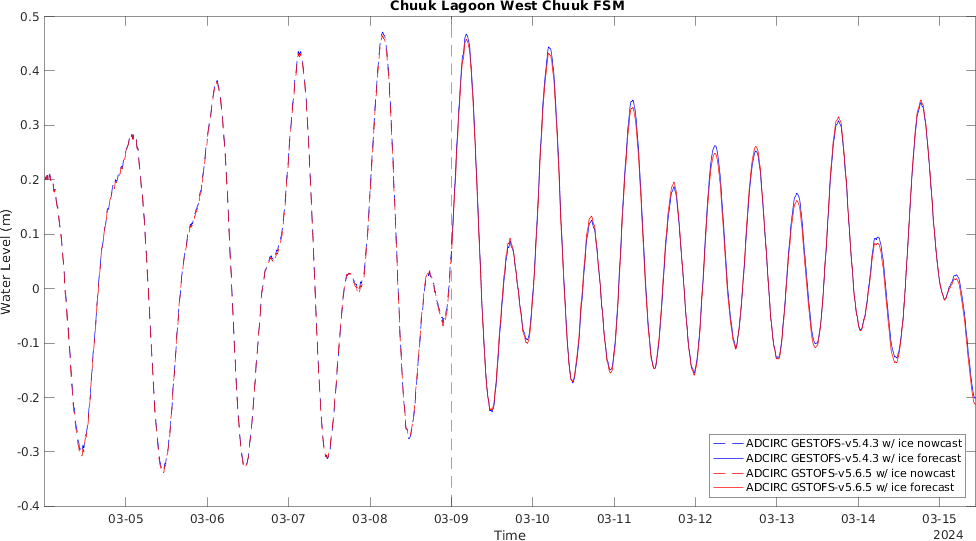 Chuuk Lagoon West Chuuk FSM
0.5
0.4
0.3
0.2
0.1
0
-0.1
-0.2
-0.3
-0.4
Water Level (m)
ADCIRC GESTOFS-v5.4.3 w/ ice nowcast
ADCIRC GESTOFS-v5.4.3 w/ ice forecast
ADCIRC GSTOFS-v5.6.5 w/ ice nowcast
ADCIRC GSTOFS-v5.6.5 w/ ice forecast
03-05 03-06 03-07 03-08 03-09 03-10 03-11 03-12 03-13 03-14 03-15
Time
2024